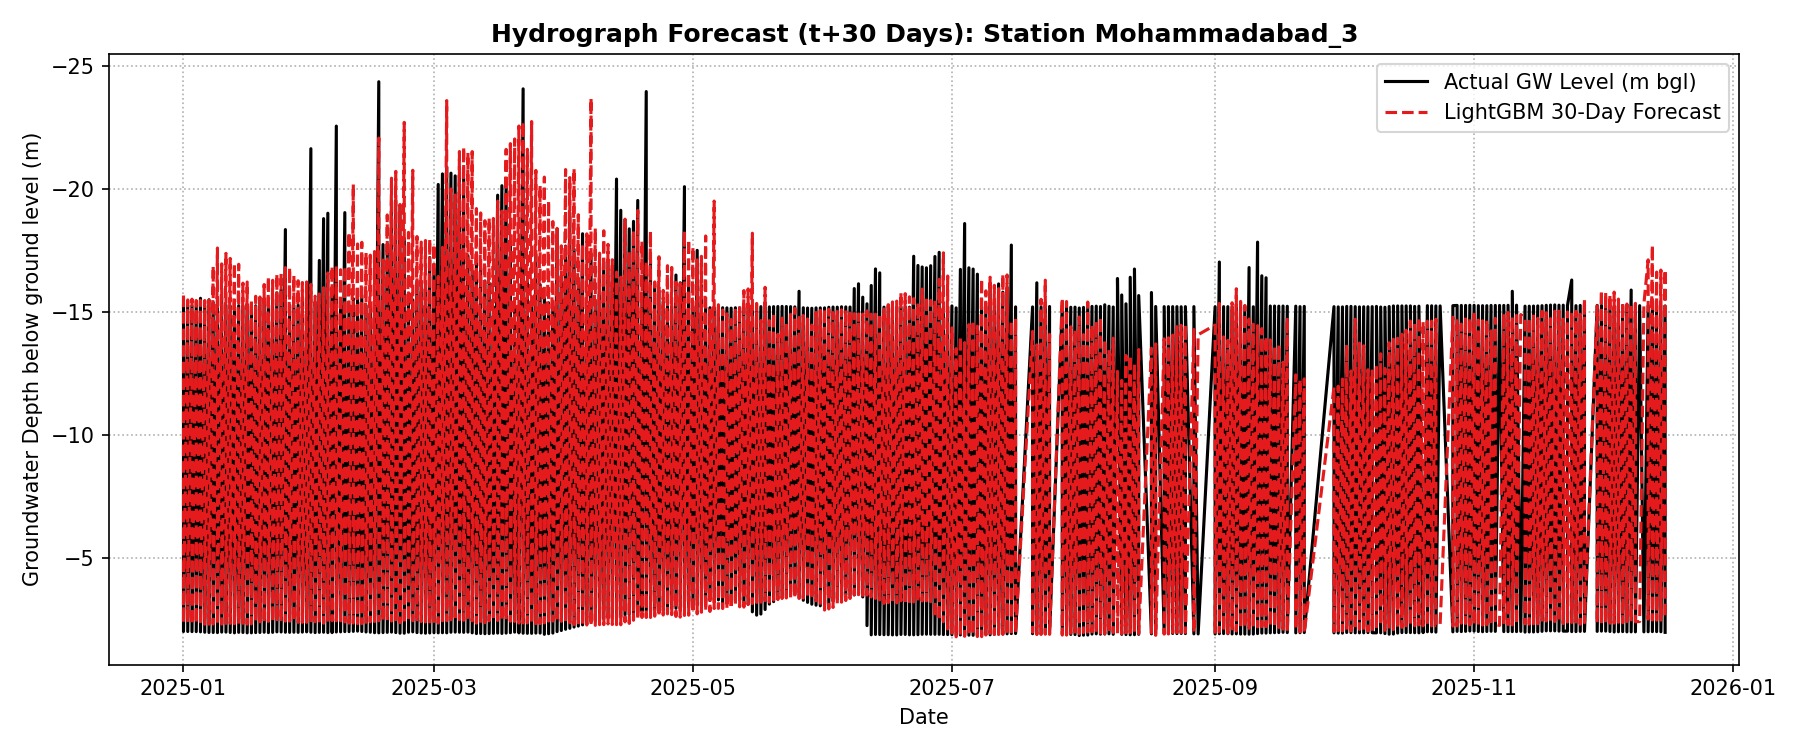 Hydrograph Forecast (t+30 Days): Station Mohammadabad_3
Actual GW Level (m bgl)
LightGBM 30-Day Forecast
Groundwater Depth below ground level (m)
−25
−20
−15
−10
−5
2025-01
2025-03
2025-05
2025-07
2025-09
2025-11
2026-01
Date